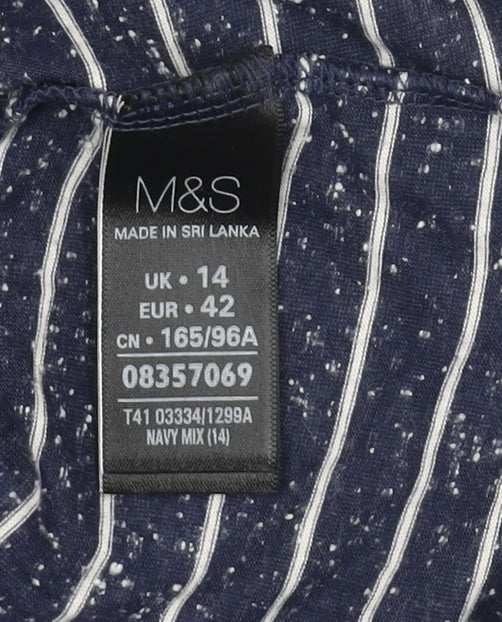 M&S
MADE IN SRI LANKA
UK • 14
EUR • 42
CN • 165/96A
08357069
T41 03334/1299A
NAVY MIX (14)